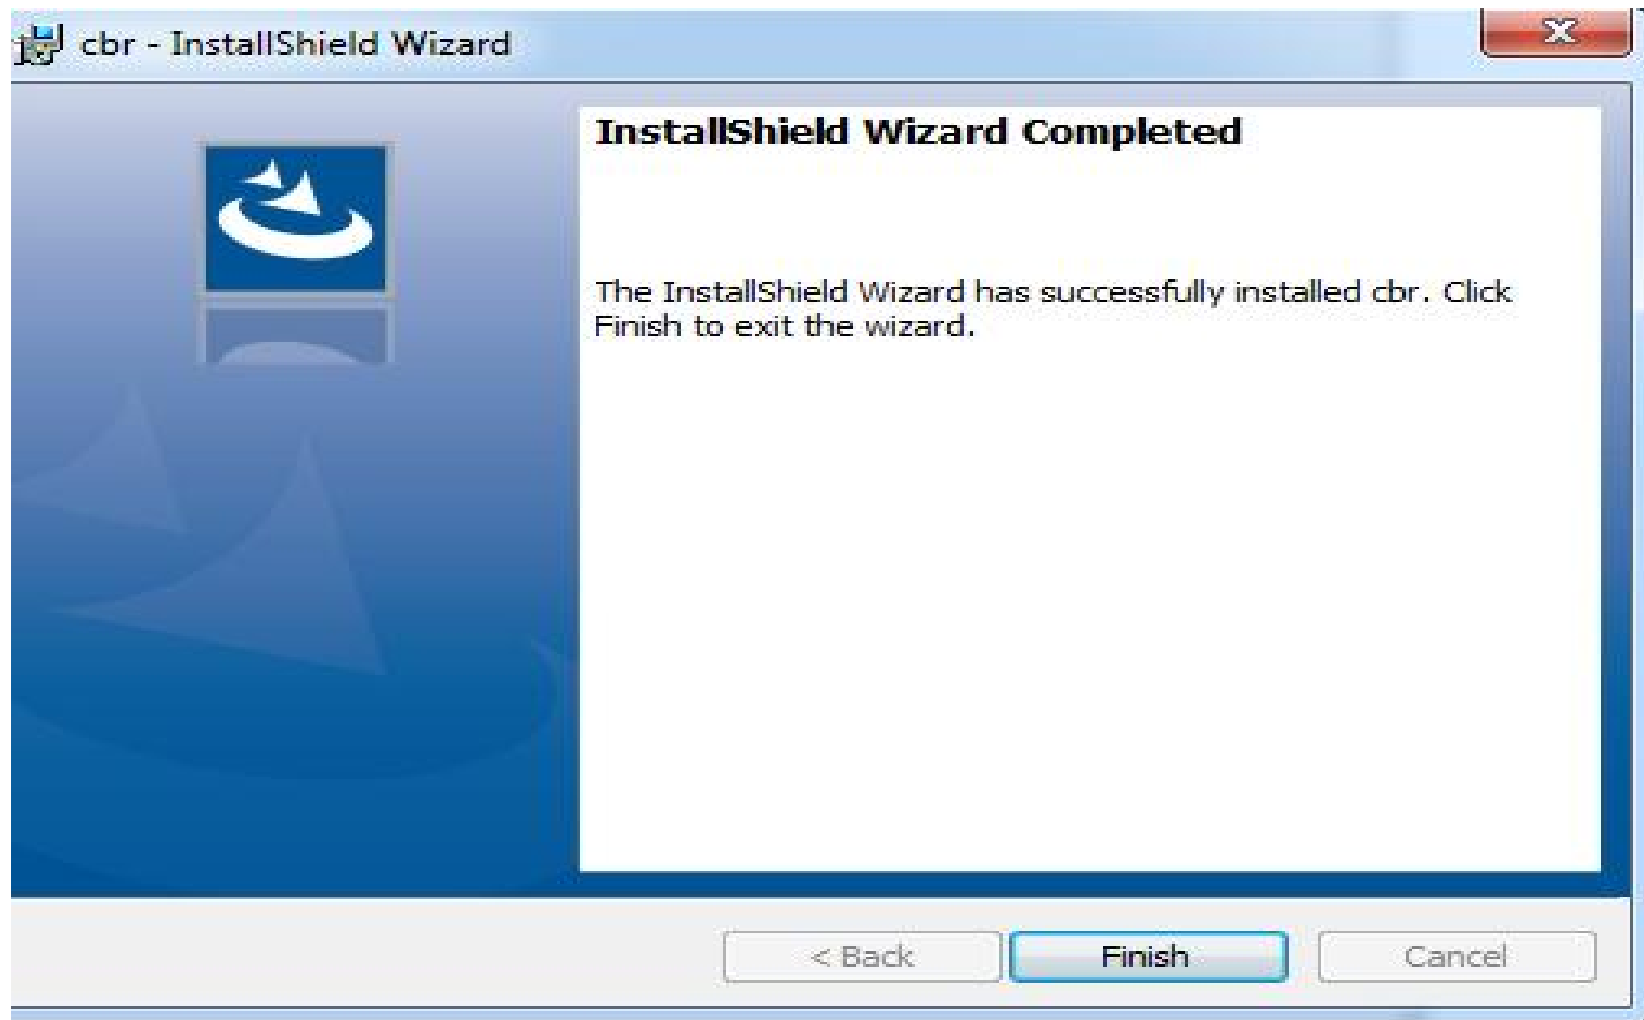 cbr - InstallShield Wizard
InstallShield Wizard Completed
The InstallShield Wizard has successfully installed cbr. Click
Finish to exit the wizard.
< Back
Finish
Cancel